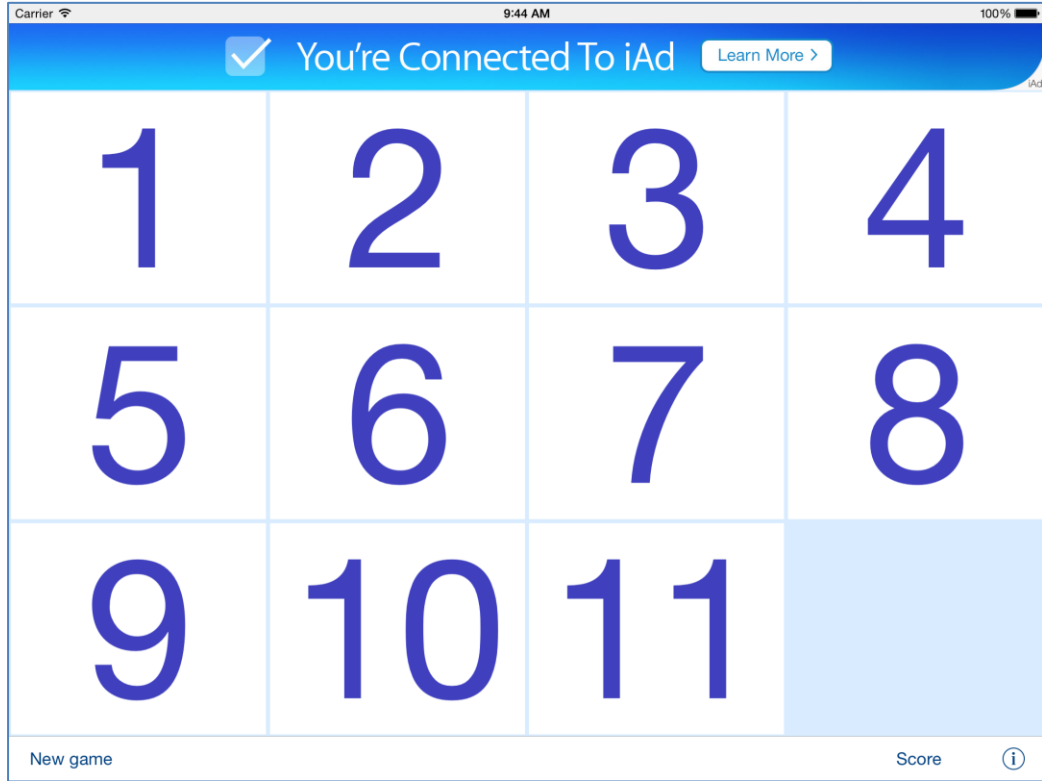 Carrier 9:44 AM 100%
You're Connected To iAd Learn More >
iAd
1 2 3 4
5 6 7 8
9 10 11
New game Score i